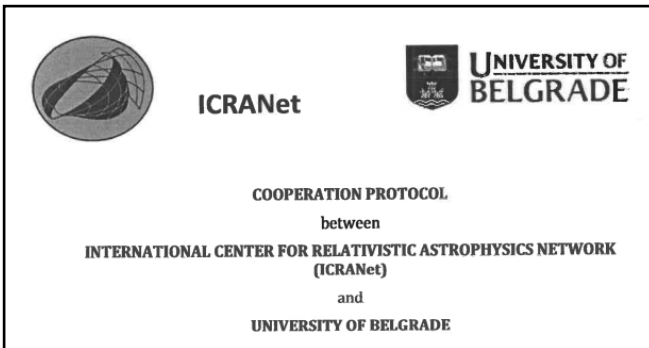 ICRANet
UNIVERSITY OF
BELGRADE
COOPERATION PROTOCOL
between
INTERNATIONAL CENTER FOR RELATIVISTIC ASTROPHYSICS NETWORK
(ICRANet)
and
UNIVERSITY OF BELGRADE